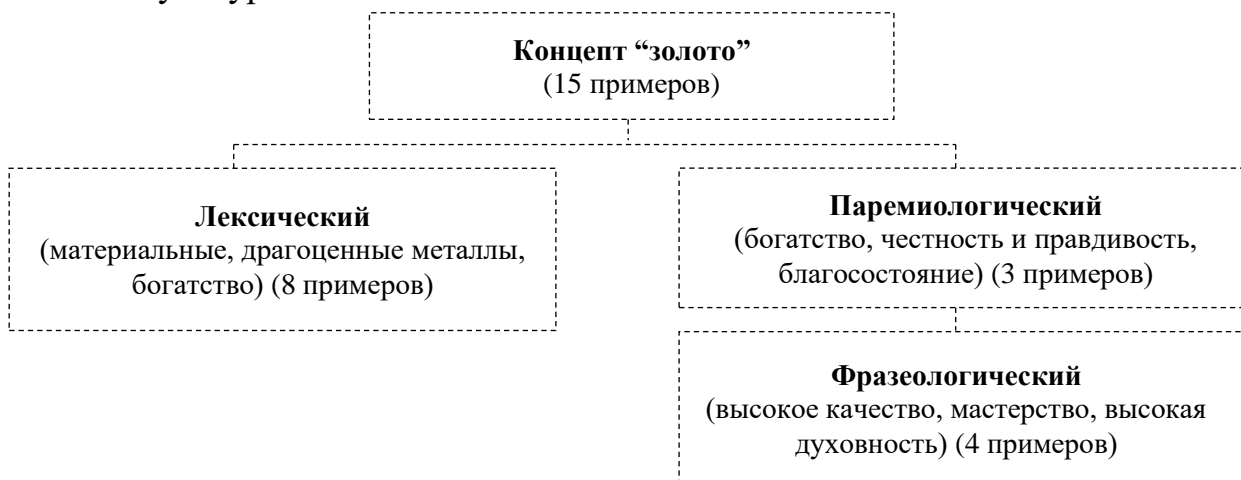 Концепт “золото”
(15 примеров)
Лексический
(материальные, драгоценные металлы,
богатство) (8 примеров)
Паремиологический
(богатство, честность и правдивость,
благосостояние) (3 примеров)
Фразеологический
(высокое качество, мастерство, высокая
духовность) (4 примеров)